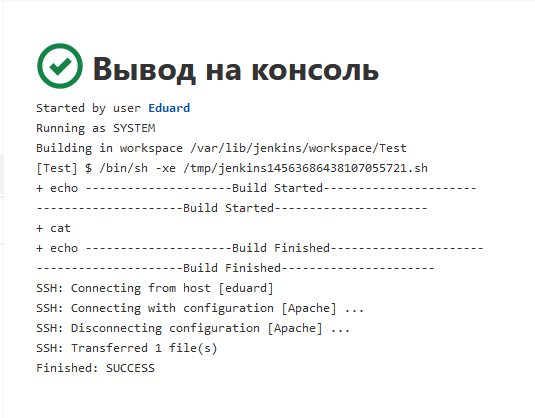 Вывод на консоль
Started by user Eduard
Running as SYSTEM
Building in workspace /var/lib/jenkins/workspace/Test
[Test] $ /bin/sh -xe /tmp/jenkins14563686438107055721.sh
+ echo ---------------------Build Started----------------------
---------------------Build Started----------------------
+ cat
+ echo ---------------------Build Finished----------------------
---------------------Build Finished----------------------
SSH: Connecting from host [eduard]
SSH: Connecting with configuration [Apache] ...
SSH: Disconnecting configuration [Apache] ...
SSH: Transferred 1 file(s)
Finished: SUCCESS